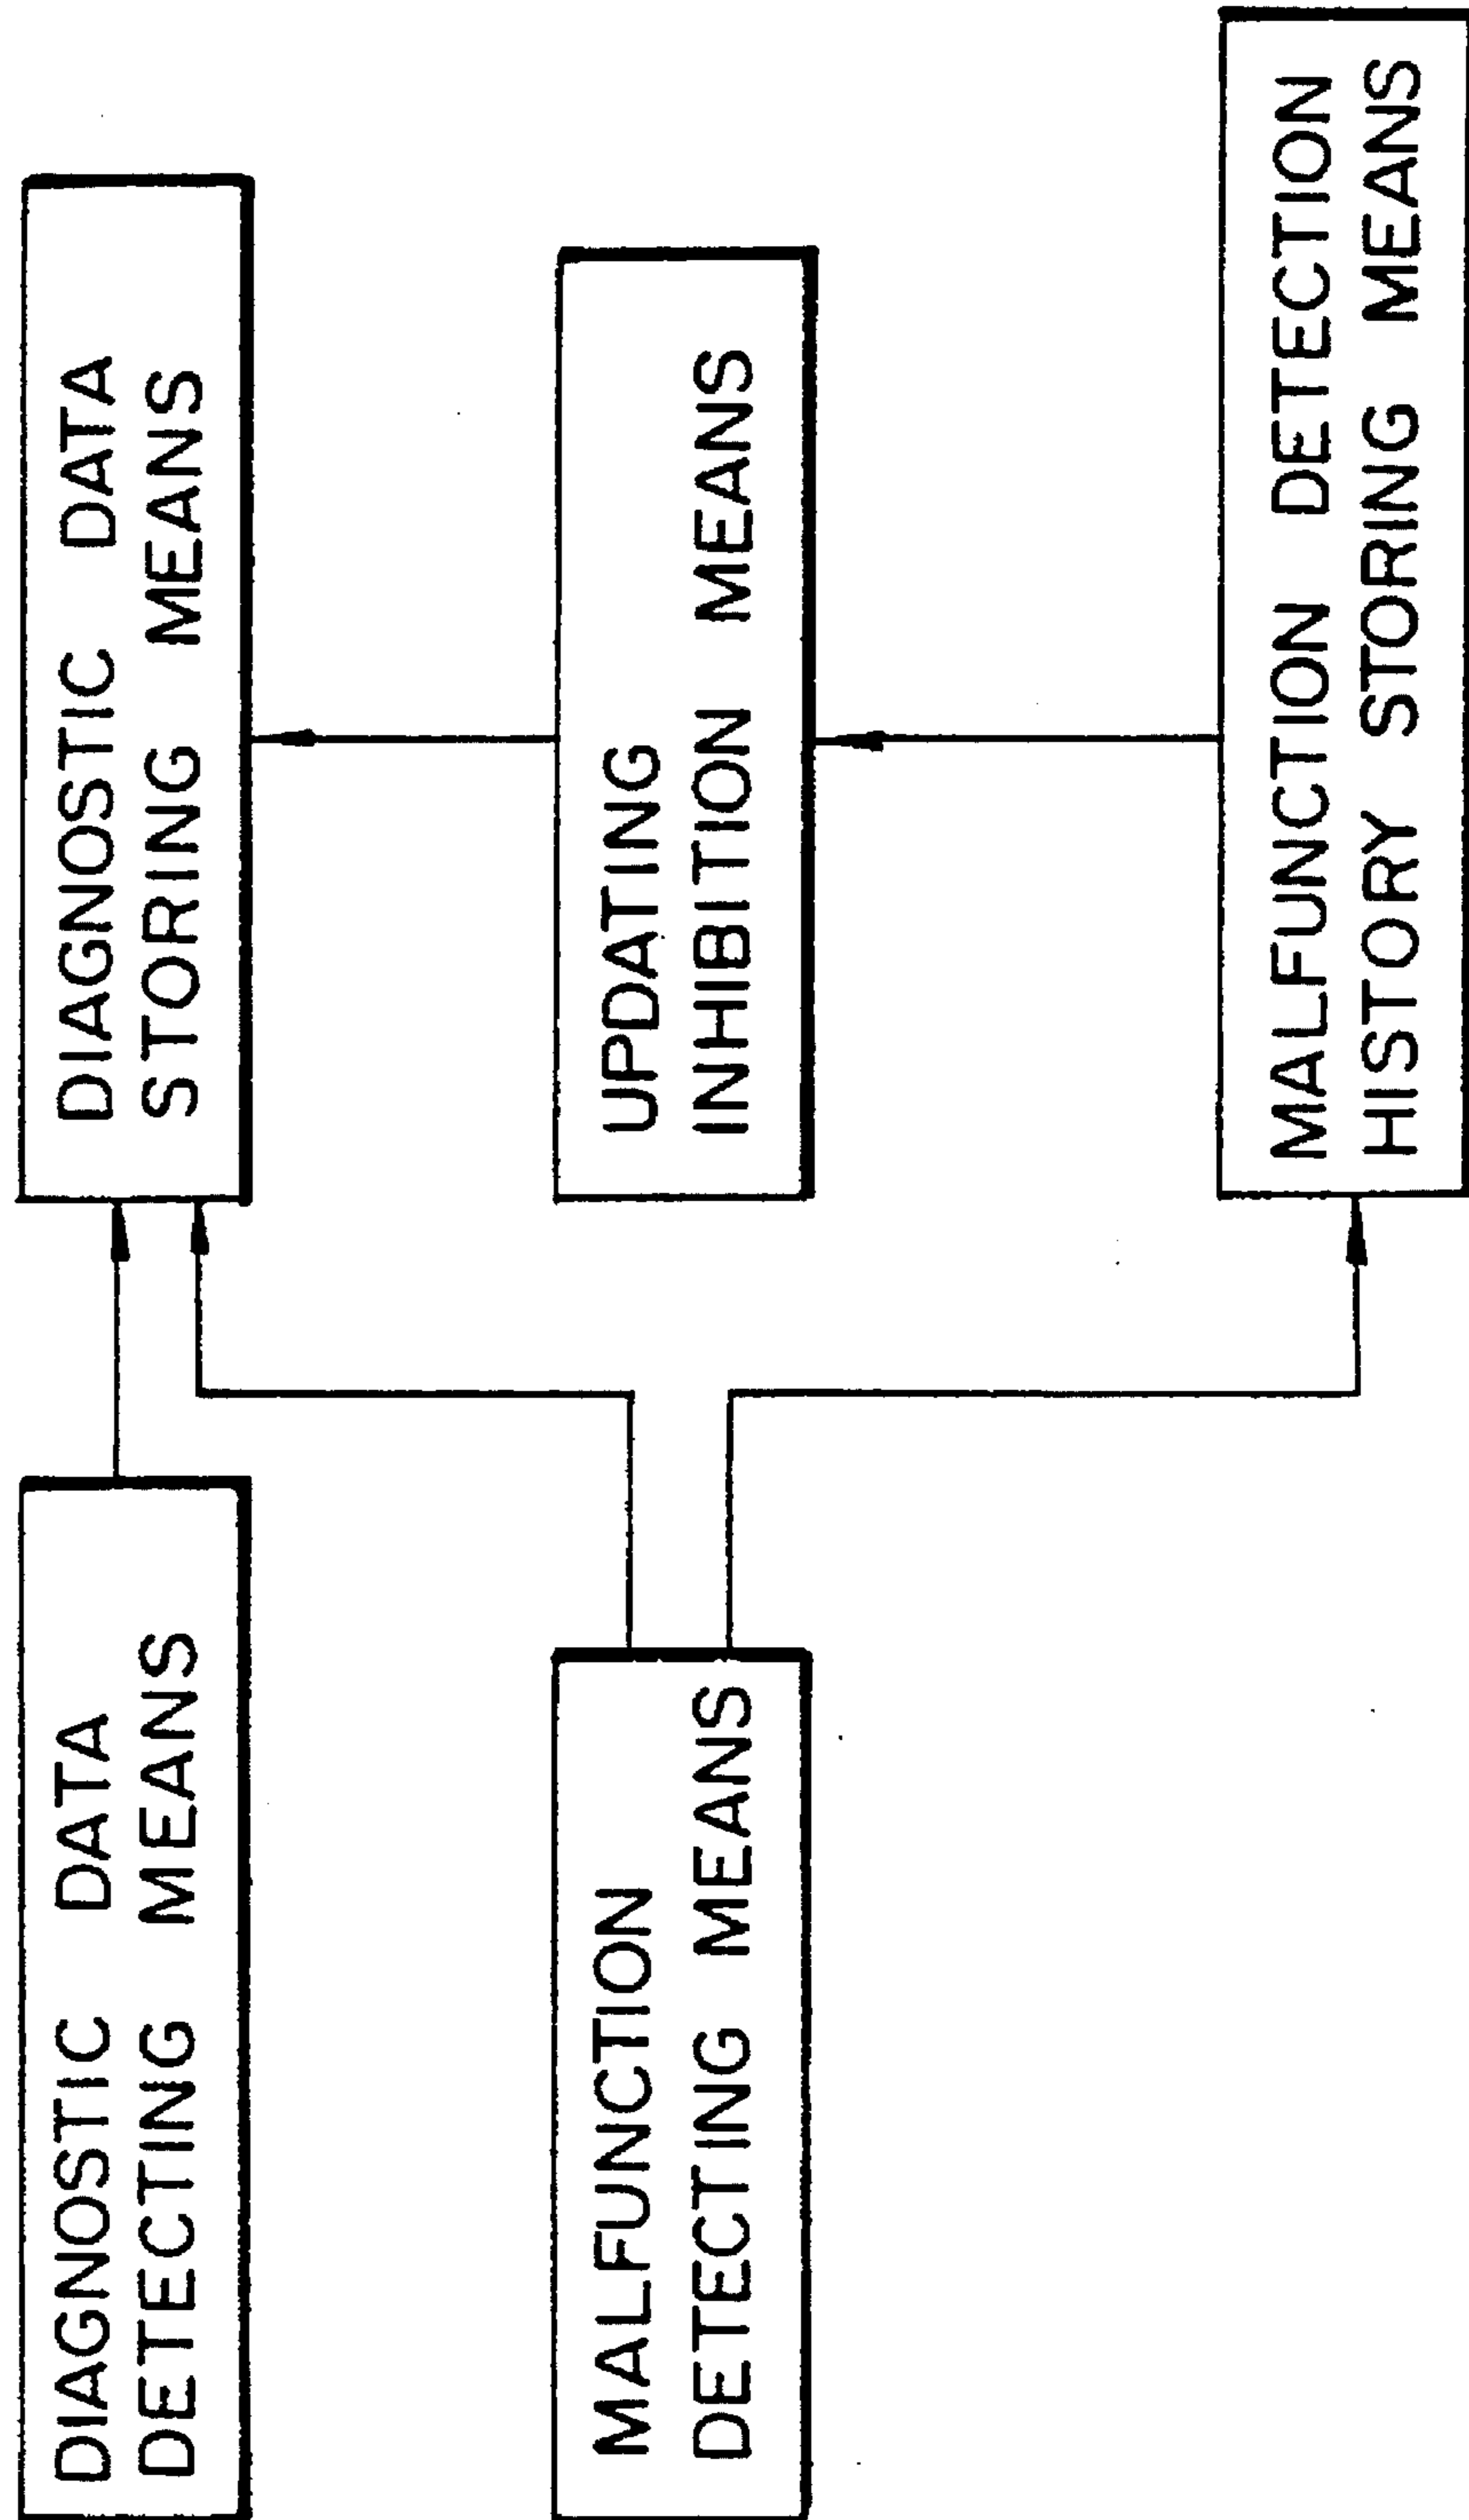 DIAGNOSTIC DATA
DETECTING MEANS
DIAGNOSTIC DATA
STORING MEANS
MALFUNCTION
DETECTING MEANS
UPDATING
INHIBITION MEANS
MALFUNCTION DETECTION
HISTORY STORING MEANS